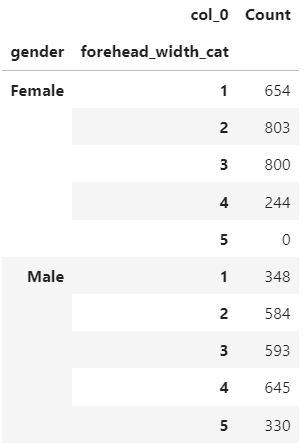 col_0 Count
gender forehead_width_cat
Female 1 654
2 803
3 800
4 244
5 0
Male 1 348
2 584
3 593
4 645
5 330